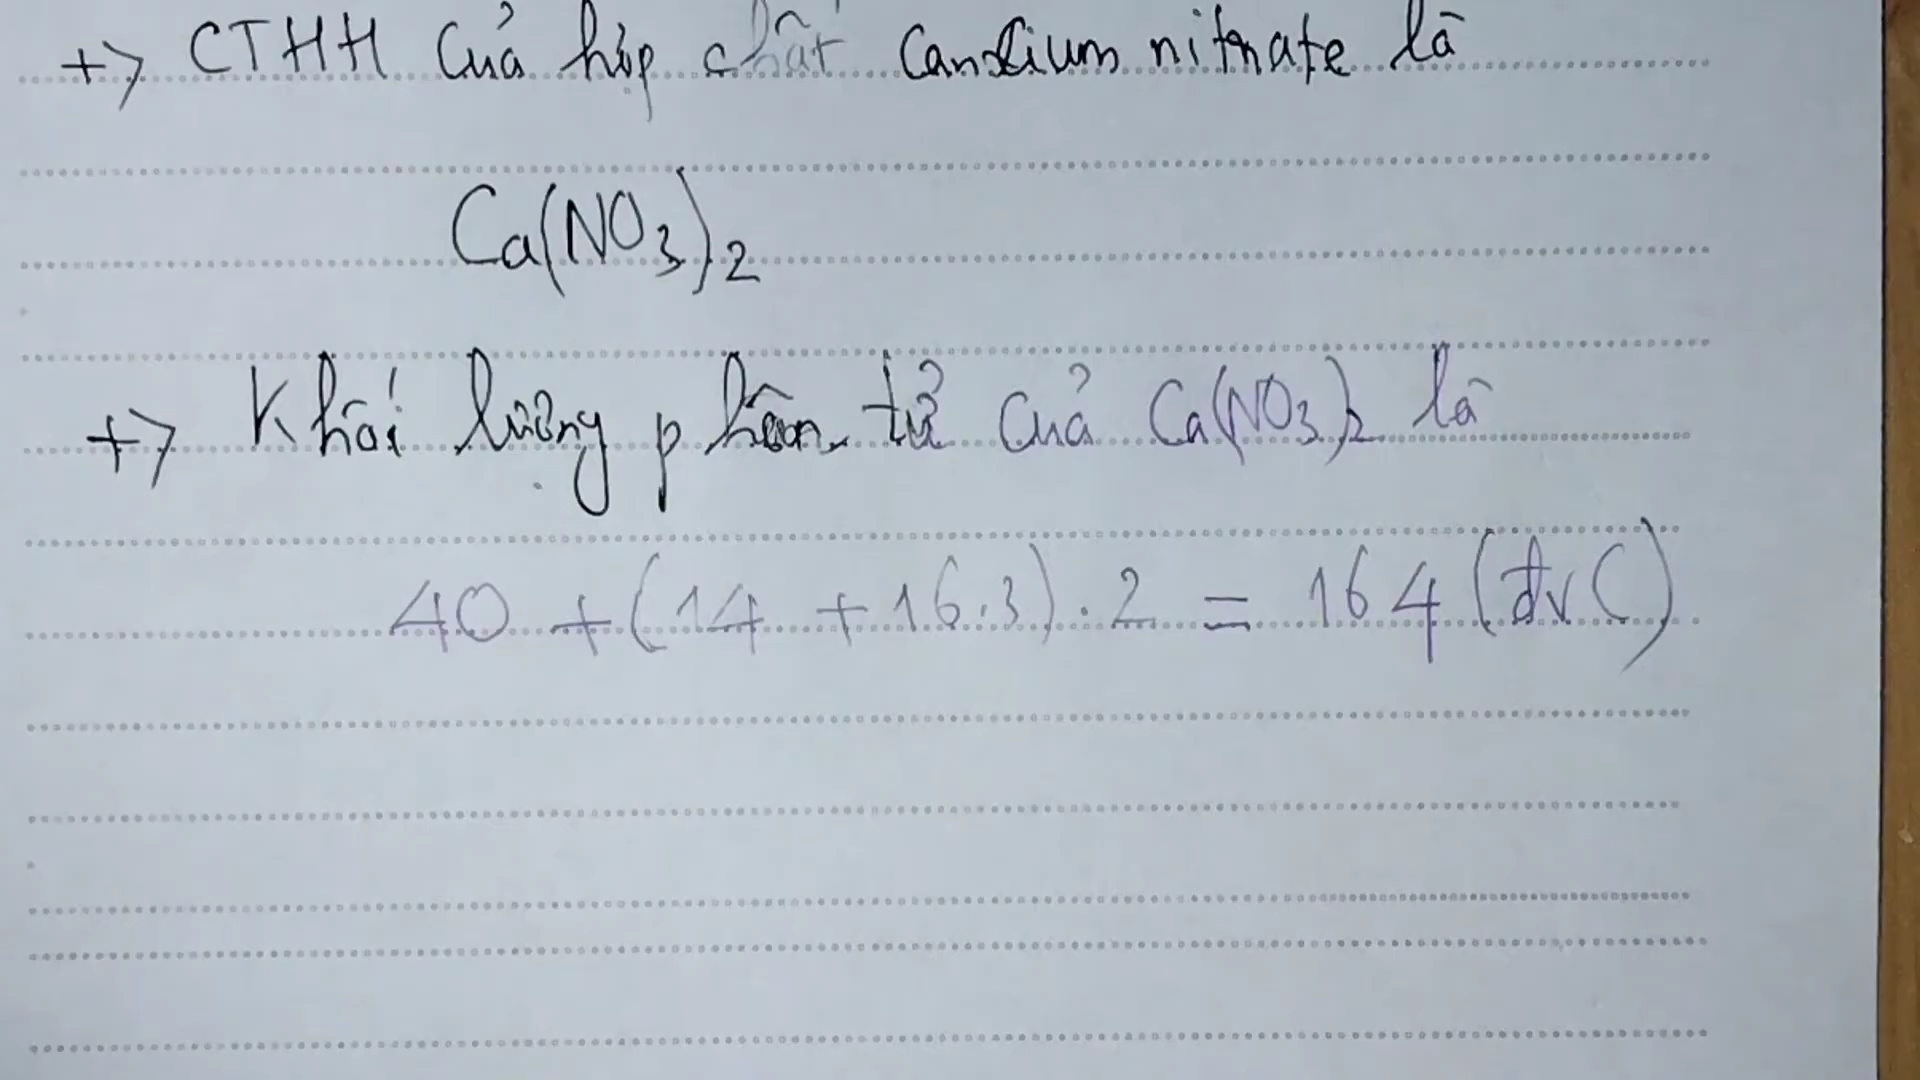 +> CTHH của hợp chất Canxium nitrate là
Ca(NO₃)₂
+> Khối lượng phân tử của Ca(NO₃)₂ là
40 + (14 + 16.3).2 = 164 (đvC)